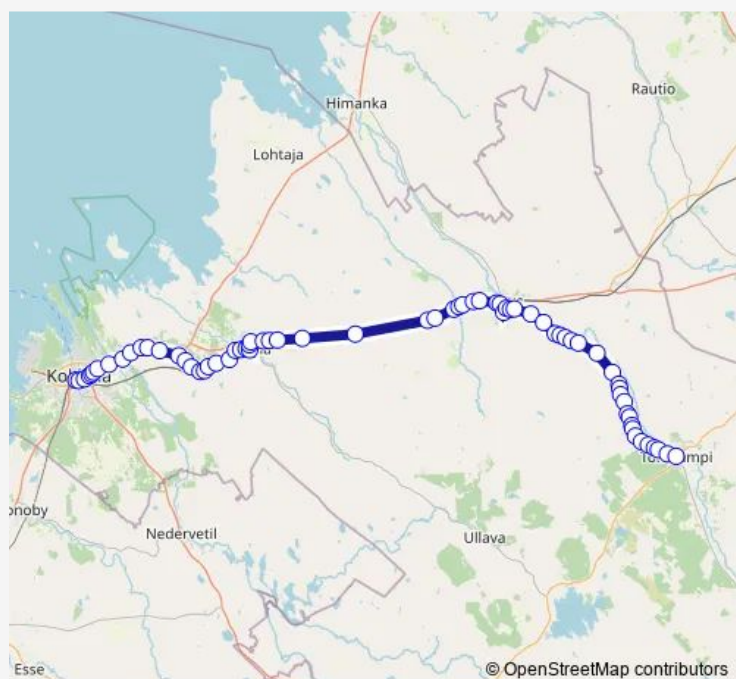 Rautio
Himanka
Lohtaja
Nedervetil
Ullava
Esse
© OpenStreetMap contributors